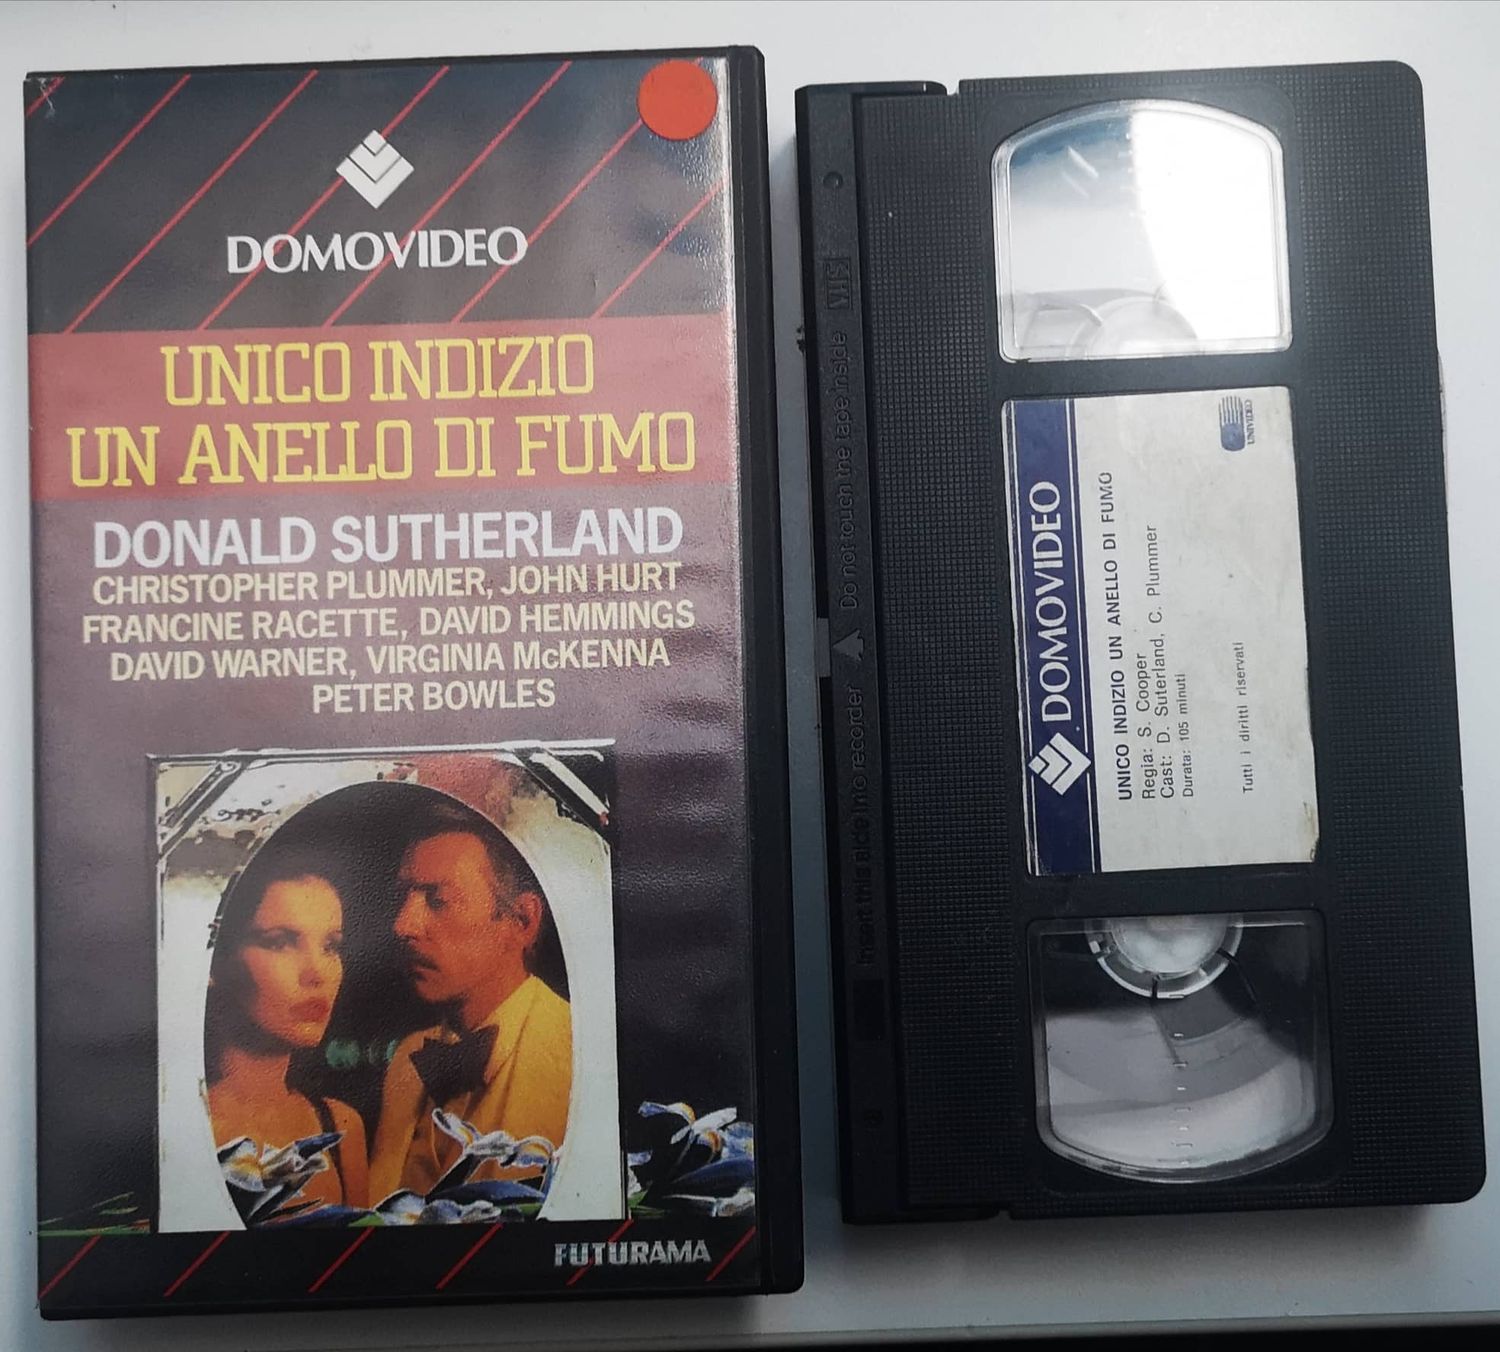 DOMOVIDEO
UNICO INDIZIO
UN ANELLO DI FUMO
DONALD SUTHERLAND
CHRISTOPHER PLUMMER, JOHN HURT
FRANCINE RACETTE, DAVID HEMMINGS
DAVID WARNER, VIRGINIA McKENNA
PETER BOWLES
FUTURAMA
VHS
Insert this side into recorder
Do not touch the tape inside
DOMOVIDEO
UNICO INDIZIO UN ANELLO DI FUMO
Regia: S. Cooper
Cast: D. Suterland, C. Plummer
Durata: 105 minuti
Tutti i diritti riservati
UNIVIDEO